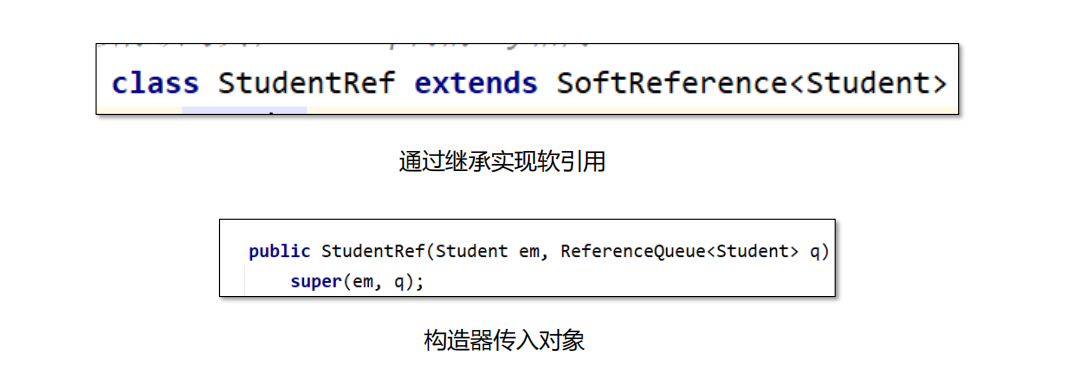 class StudentRef extends SoftReference<Student>
通过继承实现软引用
public StudentRef(Student em, ReferenceQueue<Student> q)
super(em, q);
构造器传入对象